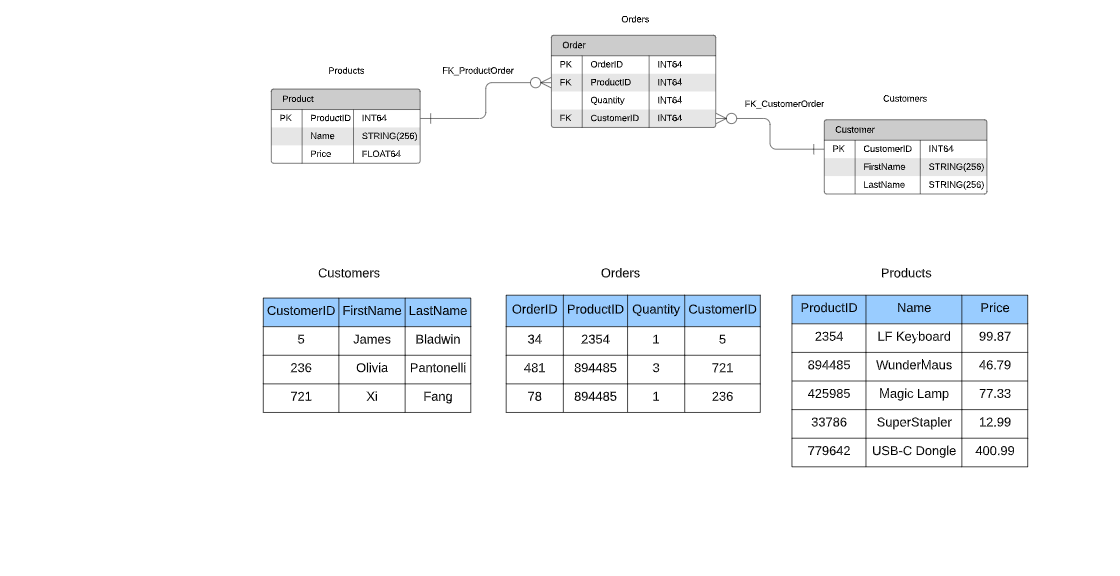 Orders
Order
PK OrderID INT64
FK ProductID INT64
Quantity INT64
FK CustomerID INT64
Products
FK_ProductOrder
Product
PK ProductID INT64
Name STRING(256)
Price FLOAT64
FK_CustomerOrder
Customers
Customer
PK CustomerID INT64
FirstName STRING(256)
LastName STRING(256)
Customers
CustomerID FirstName LastName
5 James Bladwin
236 Olivia Pantonelli
721 Xi Fang
Orders
OrderID ProductID Quantity CustomerID
34 2354 1 5
481 894485 3 721
78 894485 1 236
Products
ProductID Name Price
2354 LF Keyboard 99.87
894485 WunderMaus 46.79
425985 Magic Lamp 77.33
33786 SuperStapler 12.99
779642 USB-C Dongle 400.99